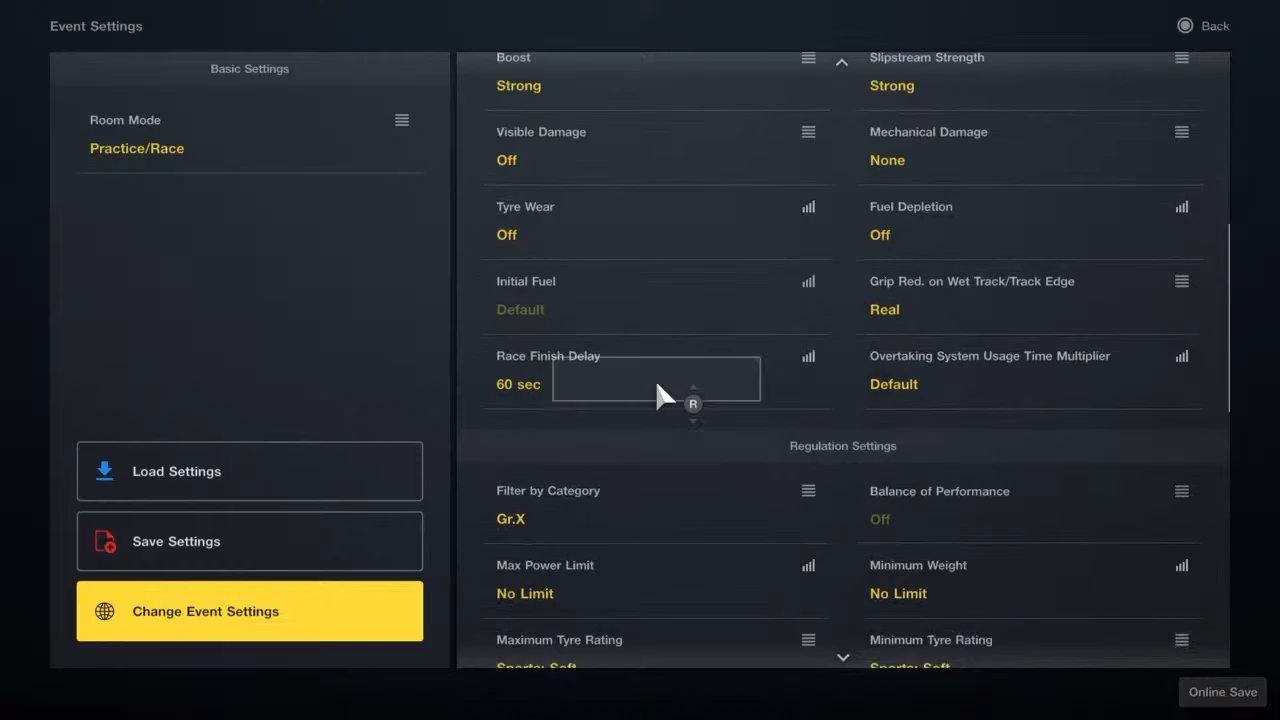 Event Settings
Back
Basic Settings
Room Mode
Practice/Race
Load Settings
Save Settings
Change Event Settings
Boost
Strong
Slipstream Strength
Strong
Visible Damage
Off
Mechanical Damage
None
Tyre Wear
Off
Fuel Depletion
Off
Initial Fuel
Default
Grip Red. on Wet Track/Track Edge
Real
Race Finish Delay
60 sec
Overtaking System Usage Time Multiplier
Default
R
Regulation Settings
Filter by Category
Gr.X
Balance of Performance
Off
Max Power Limit
No Limit
Minimum Weight
No Limit
Maximum Tyre Rating
Sports: Soft
Minimum Tyre Rating
Sports: Soft
Online Save